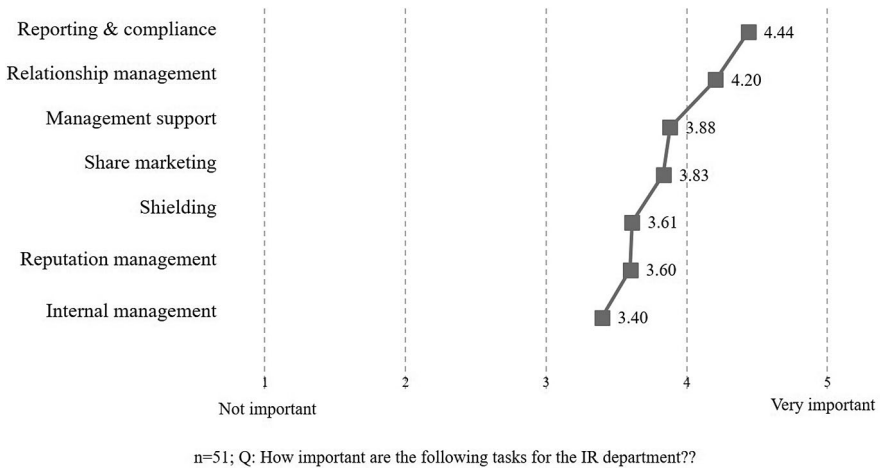 Reporting & compliance
4.44
Relationship management
4.20
Management support
3.88
Share marketing
3.83
Shielding
3.61
Reputation management
3.60
Internal management
3.40
1 2 3 4 5
Not important
Very important
n=51; Q: How important are the following tasks for the IR department??